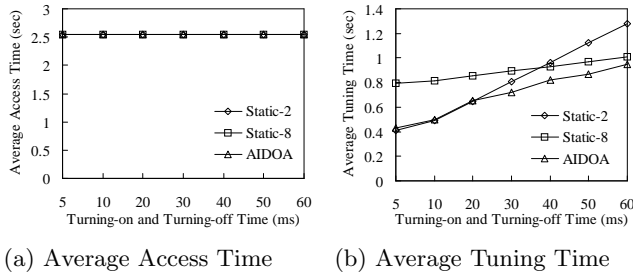 3
2.5
2
1.5
1
0.5
0
Average Access Time (sec)
Static-2
Static-8
AIDOA
5 10 20 30 40 50 60
Turning-on and Turning-off Time (ms)
(a) Average Access Time
1.4
1.2
1
0.8
0.6
0.4
0.2
0
Average Tuning Time (sec)
Static-2
Static-8
AIDOA
5 10 20 30 40 50 60
Turning-on and Turning-off Time (ms)
(b) Average Tuning Time